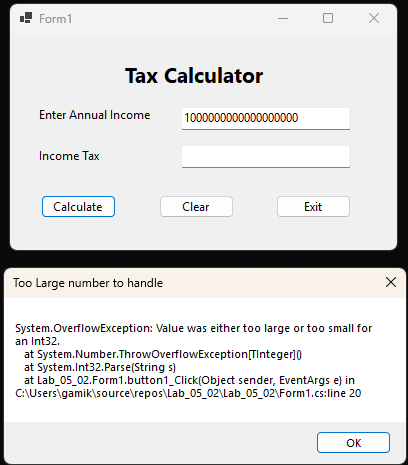 Form1
Tax Calculator
Enter Annual Income
1000000000000000000
Income Tax
Calculate
Clear
Exit
Too Large number to handle
System.OverflowException: Value was either too large or too small for
an Int32.
at System.Number.ThrowOverflowException[TInteger]()
at System.Int32.Parse(String s)
at Lab_05_02.Form1.button1_Click(Object sender, EventArgs e) in
C:\Users\gamik\source\repos\Lab_05_02\Lab_05_02\Form1.cs:line 20
OK